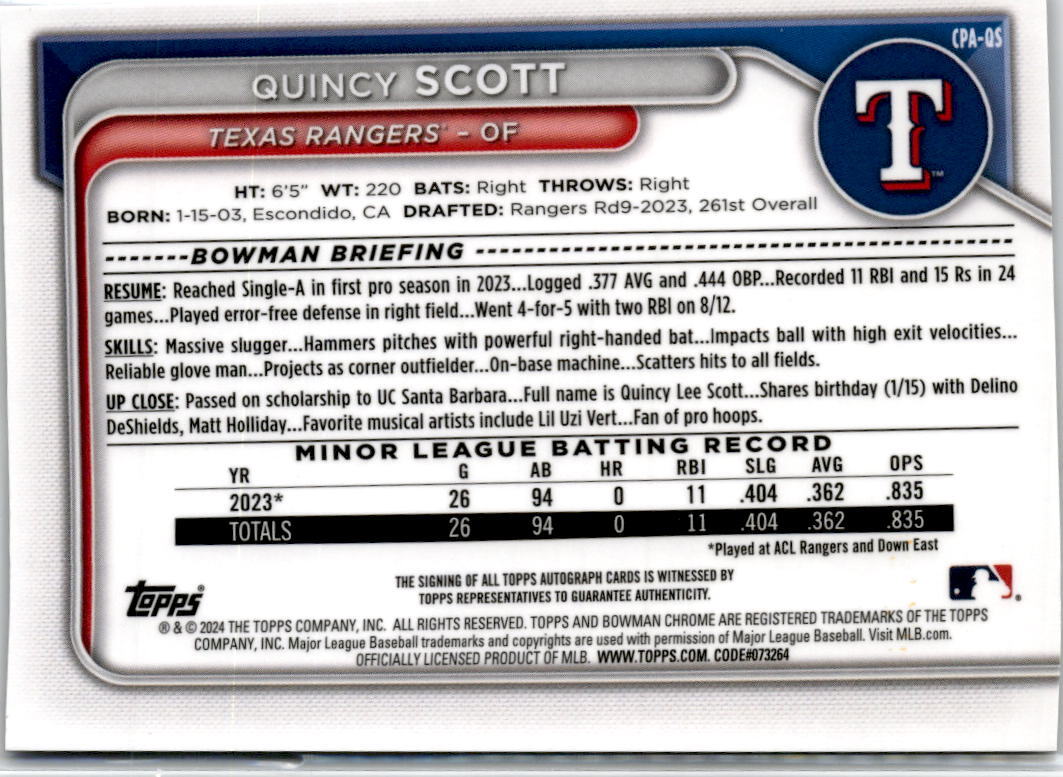 CPA-QS
QUINCY SCOTT
TEXAS RANGERS® – OF
T™
HT: 6'5" WT: 220 BATS: Right THROWS: Right
BORN: 1-15-03, Escondido, CA DRAFTED: Rangers Rd9-2023, 261st Overall
BOWMAN BRIEFING
RESUME: Reached Single-A in first pro season in 2023...Logged .377 AVG and .444 OBP...Recorded 11 RBI and 15 Rs in 24
games...Played error-free defense in right field...Went 4-for-5 with two RBI on 8/12.
SKILLS: Massive slugger...Hammers pitches with powerful right-handed bat...Impacts ball with high exit velocities...
Reliable glove man...Projects as corner outfielder...On-base machine...Scatters hits to all fields.
UP CLOSE: Passed on scholarship to UC Santa Barbara...Full name is Quincy Lee Scott...Shares birthday (1/15) with Delino
DeShields, Matt Holliday...Favorite musical artists include Lil Uzi Vert...Fan of pro hoops.
MINOR LEAGUE BATTING RECORD
YR G AB HR RBI SLG AVG OPS
2023* 26 94 0 11 .404 .362 .835
TOTALS 26 94 0 11 .404 .362 .835
*Played at ACL Rangers and Down East
topps®
THE SIGNING OF ALL TOPPS AUTOGRAPH CARDS IS WITNESSED BY
TOPPS REPRESENTATIVES TO GUARANTEE AUTHENTICITY.
® & © 2024 THE TOPPS COMPANY, INC. ALL RIGHTS RESERVED. TOPPS AND BOWMAN CHROME ARE REGISTERED TRADEMARKS OF THE TOPPS
COMPANY, INC. Major League Baseball trademarks and copyrights are used with permission of Major League Baseball. Visit MLB.com.
OFFICIALLY LICENSED PRODUCT OF MLB. WWW.TOPPS.COM. CODE#073264